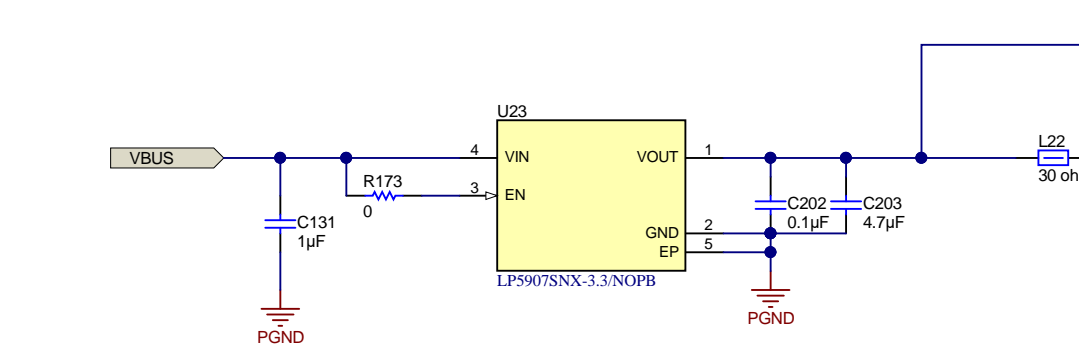 U23
VBUS
4
VIN
VOUT
1
L22
30 oh
R173
0
3
EN
C131
1µF
C202
0.1µF
C203
4.7µF
GND
2
EP
5
LP5907SNX-3.3/NOPB
PGND
PGND